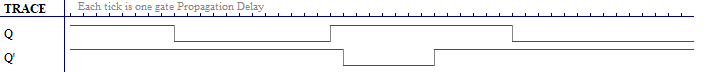 TRACE
Each tick is one gate Propagation Delay.
Q
Q'